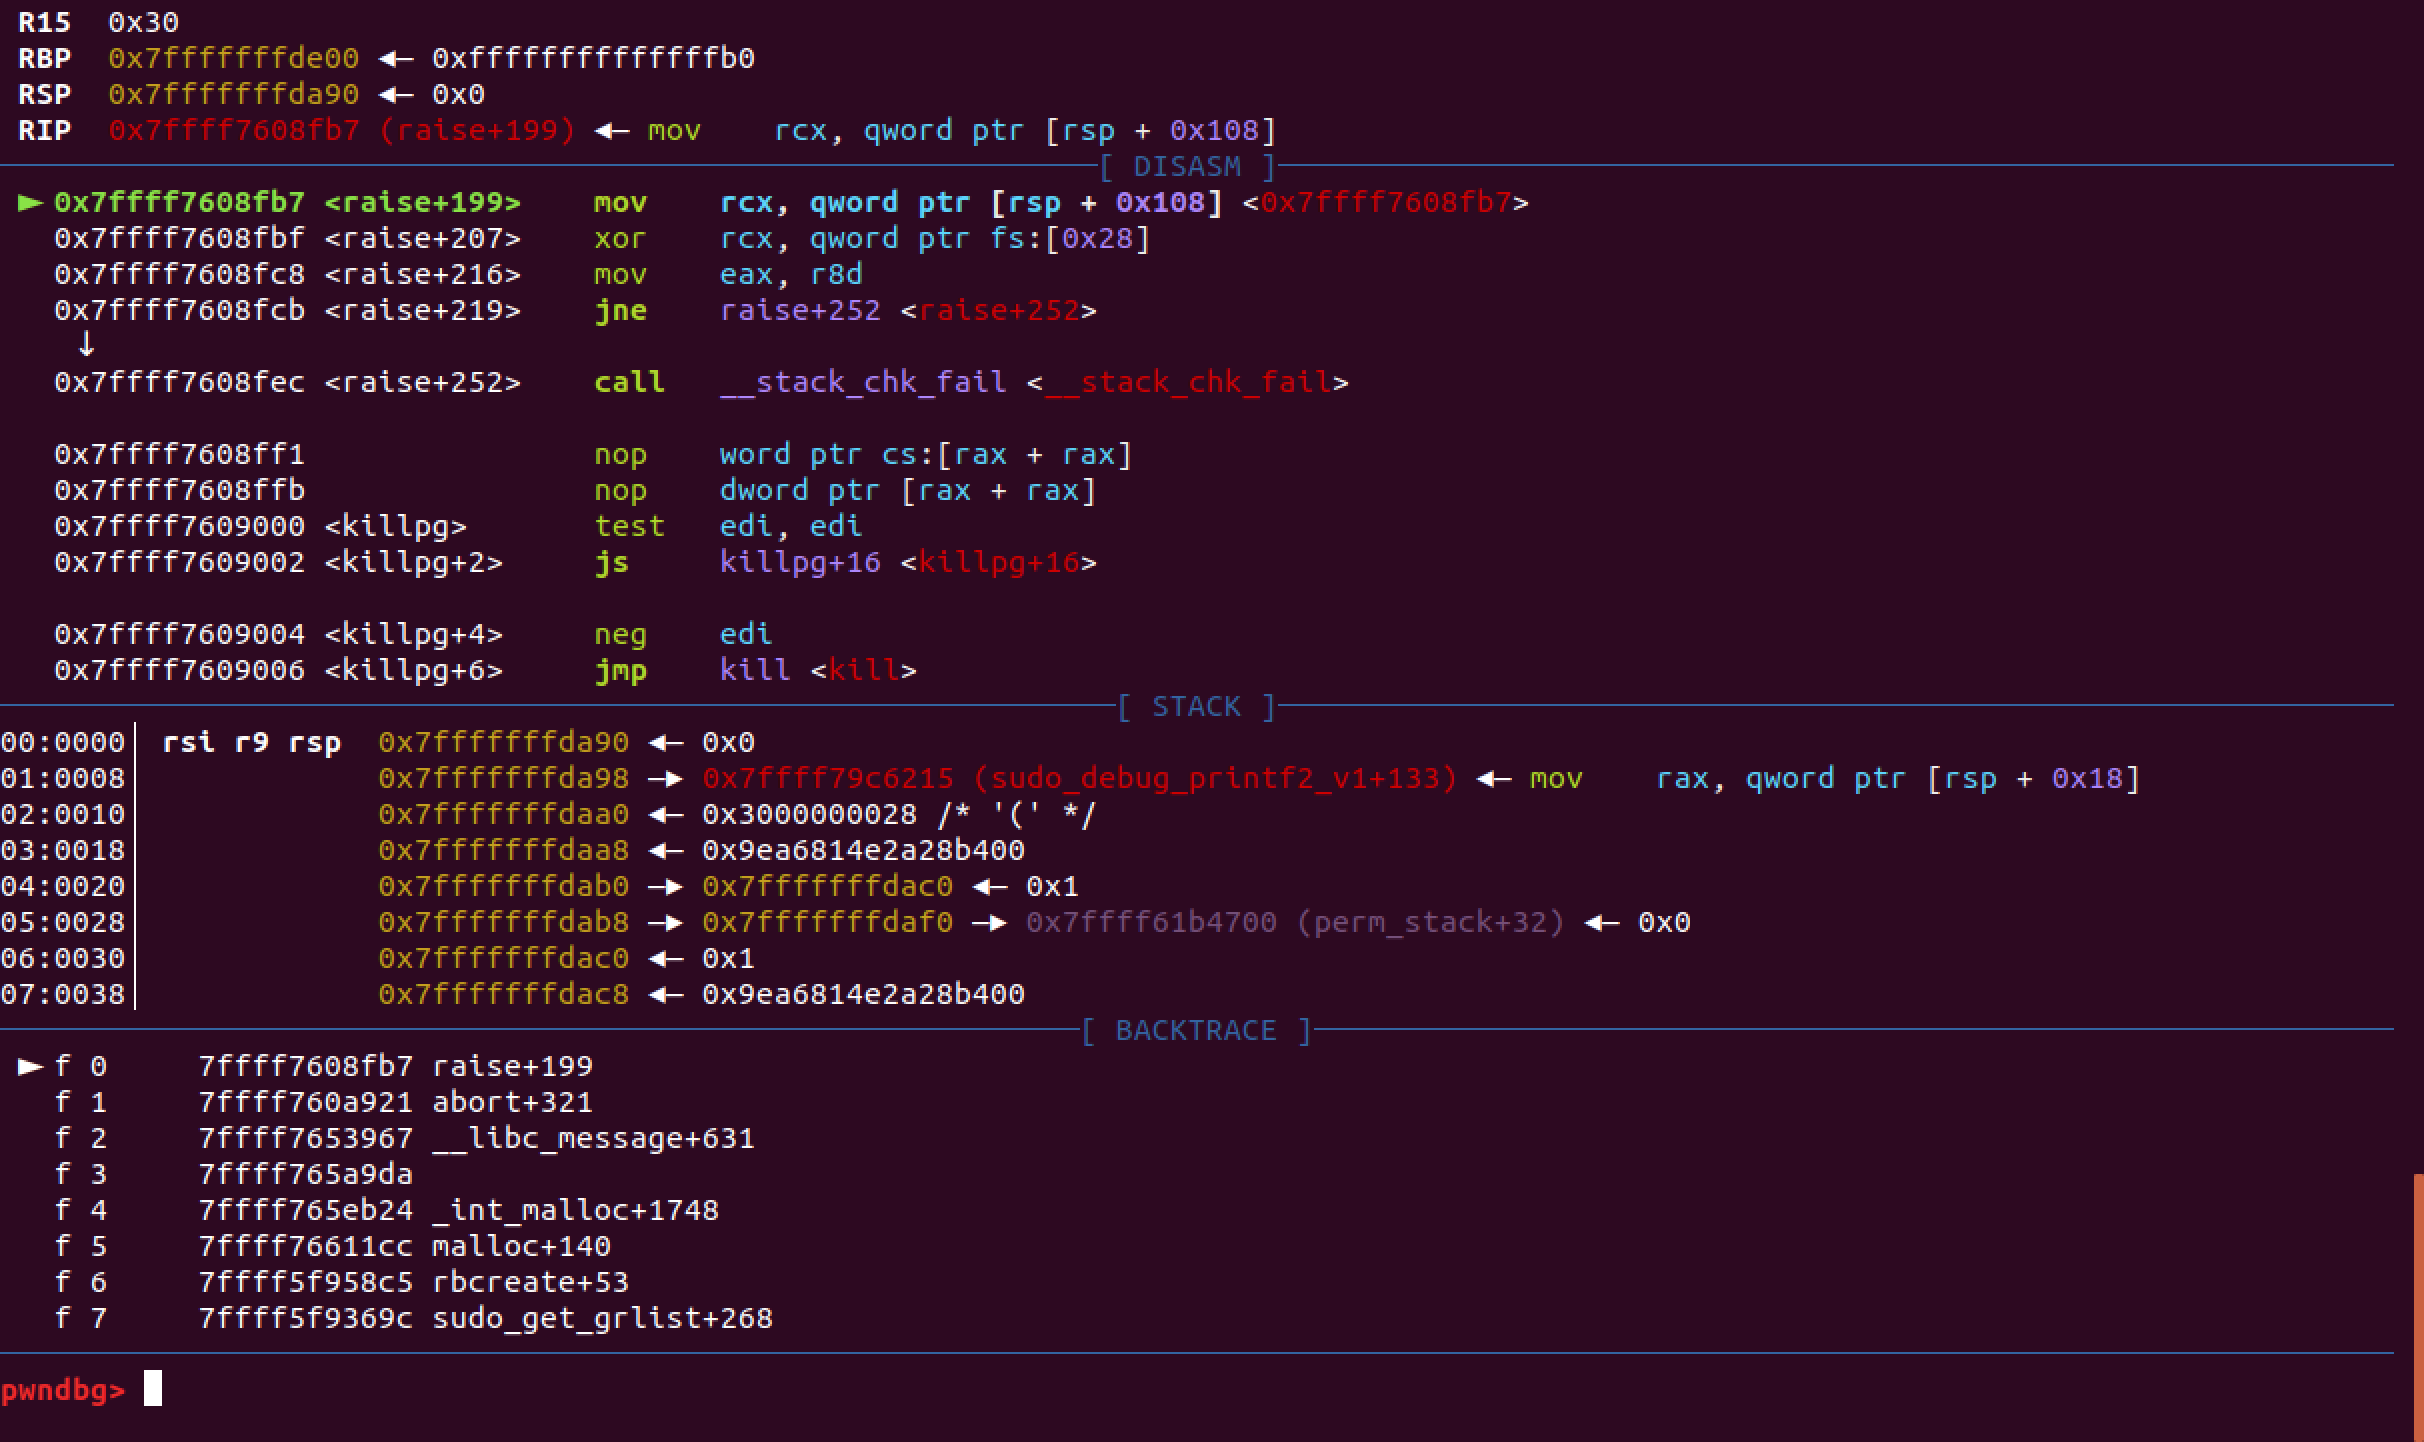 R15 0x30
RBP 0x7fffffffde00 ◂— 0xffffffffffffffb0
RSP 0x7fffffffda90 ◂— 0x0
RIP 0x7ffff7608fb7 (raise+199) ◂— mov rcx, qword ptr [rsp + 0x108]
[ DISASM ]
► 0x7ffff7608fb7 <raise+199> mov rcx, qword ptr [rsp + 0x108] <0x7ffff7608fb7>
0x7ffff7608fbf <raise+207> xor rcx, qword ptr fs:[0x28]
0x7ffff7608fc8 <raise+216> mov eax, r8d
0x7ffff7608fcb <raise+219> jne raise+252 <raise+252>
↓
0x7ffff7608fec <raise+252> call __stack_chk_fail <__stack_chk_fail>
0x7ffff7608ff1 nop word ptr cs:[rax + rax]
0x7ffff7608ffb nop dword ptr [rax + rax]
0x7ffff7609000 <killpg> test edi, edi
0x7ffff7609002 <killpg+2> js killpg+16 <killpg+16>
0x7ffff7609004 <killpg+4> neg edi
0x7ffff7609006 <killpg+6> jmp kill <kill>
[ STACK ]
00:0000│ rsi r9 rsp 0x7fffffffda90 ◂— 0x0
01:0008│ 0x7fffffffda98 —▸ 0x7ffff79c6215 (sudo_debug_printf2_v1+133) ◂— mov rax, qword ptr [rsp + 0x18]
02:0010│ 0x7fffffffdaa0 ◂— 0x3000000028 /* '(' */
03:0018│ 0x7fffffffdaa8 ◂— 0x9ea6814e2a28b400
04:0020│ 0x7fffffffdab0 —▸ 0x7fffffffdac0 ◂— 0x1
05:0028│ 0x7fffffffdab8 —▸ 0x7fffffffdaf0 —▸ 0x7ffff61b4700 (perm_stack+32) ◂— 0x0
06:0030│ 0x7fffffffdac0 ◂— 0x1
07:0038│ 0x7fffffffdac8 ◂— 0x9ea6814e2a28b400
[ BACKTRACE ]
► f 0 7ffff7608fb7 raise+199
f 1 7ffff760a921 abort+321
f 2 7ffff7653967 __libc_message+631
f 3 7ffff765a9da
f 4 7ffff765eb24 _int_malloc+1748
f 5 7ffff76611cc malloc+140
f 6 7ffff5f958c5 rbcreate+53
f 7 7ffff5f9369c sudo_get_grlist+268
pwndbg>